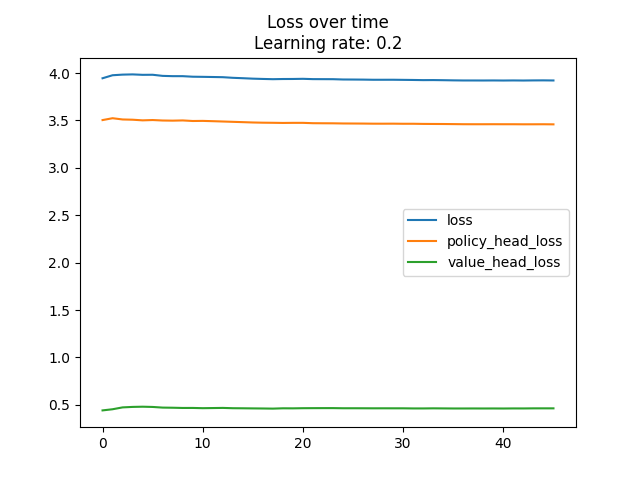 Loss over time
Learning rate: 0.2
4.0
3.5
3.0
2.5
2.0
1.5
1.0
0.5
loss
policy_head_loss
value_head_loss
0
10
20
30
40